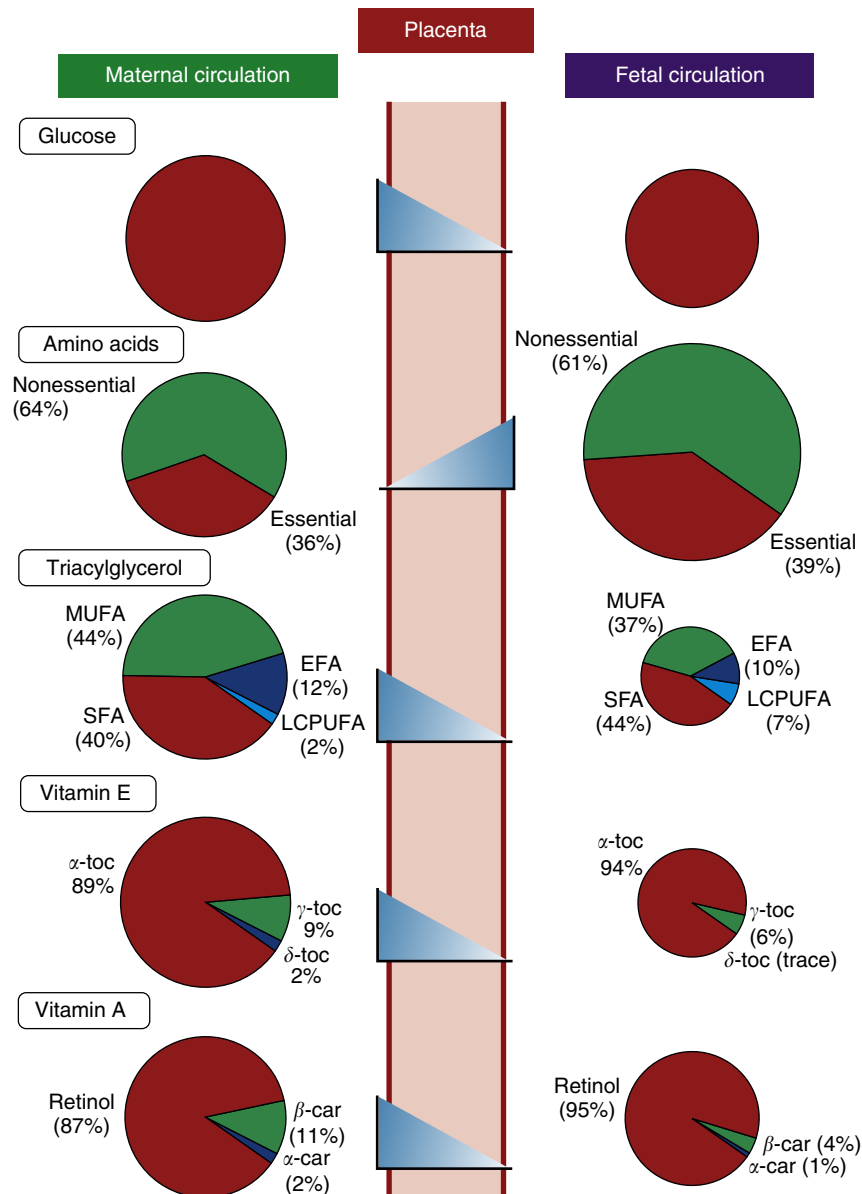 Placenta
Maternal circulation
Fetal circulation
Glucose
Amino acids
Nonessential
(64%)
Essential
(36%)
Nonessential
(61%)
Essential
(39%)
Triacylglycerol
MUFA
(44%)
EFA
(12%)
SFA
(40%)
LCPUFA
(2%)
MUFA
(37%)
EFA
(10%)
SFA
(44%)
LCPUFA
(7%)
Vitamin E
α-toc
89%
γ-toc
9%
δ-toc
2%
α-toc
94%
γ-toc
(6%)
δ-toc (trace)
Vitamin A
Retinol
(87%)
β-car
(11%)
α-car
(2%)
Retinol
(95%)
β-car (4%)
α-car (1%)